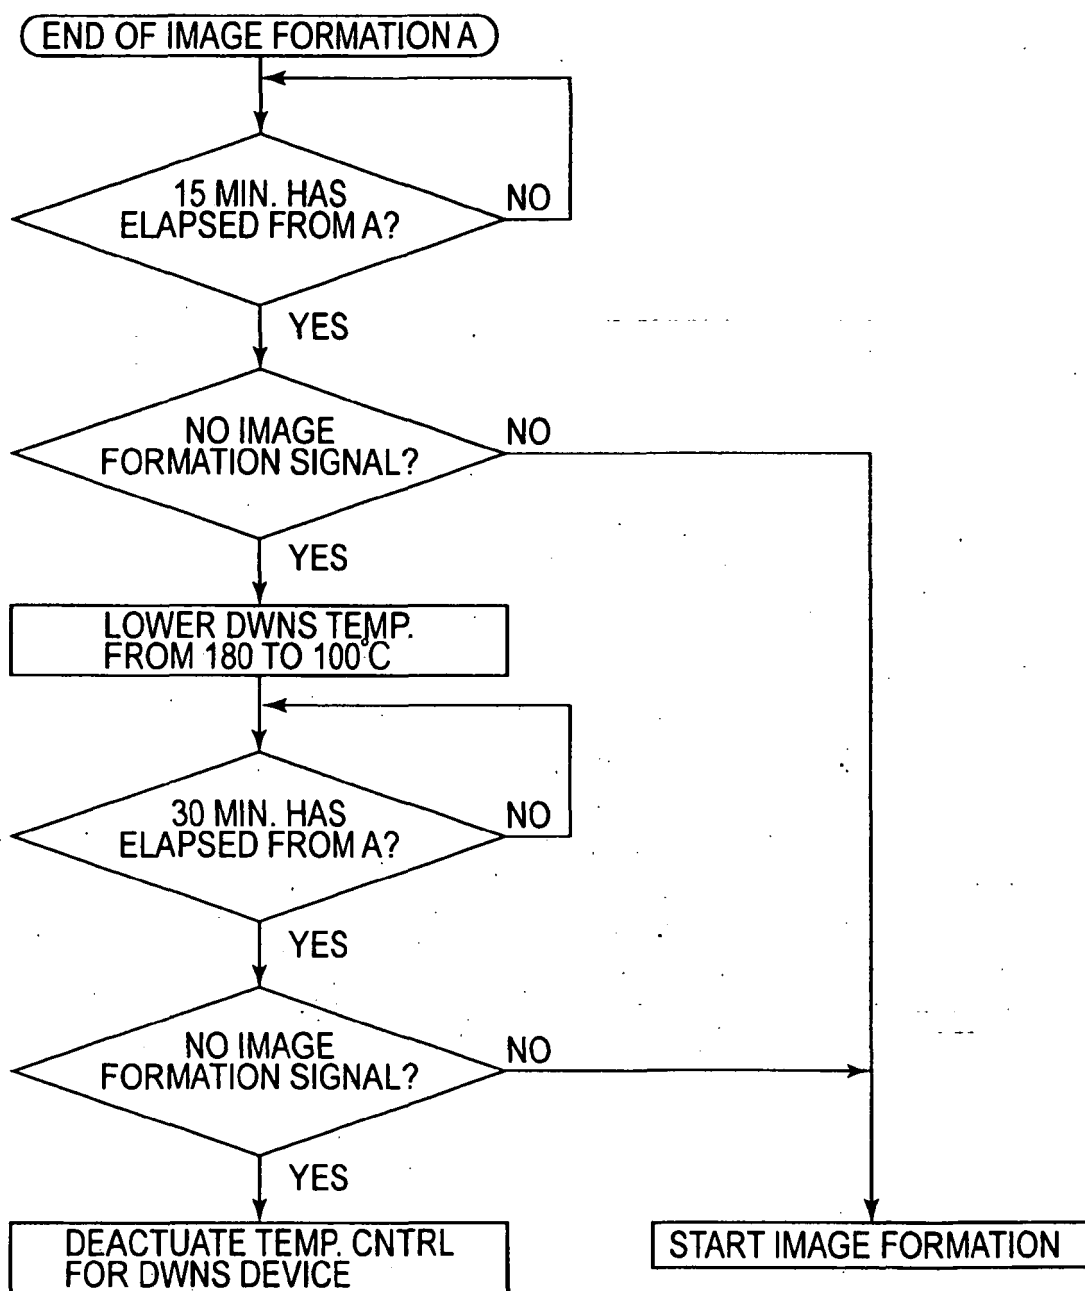 END OF IMAGE FORMATION A
15 MIN. HAS
ELAPSED FROM A?
NO
YES
NO IMAGE
FORMATION SIGNAL?
NO
YES
LOWER DWNS TEMP.
FROM 180 TO 100°C
30 MIN. HAS
ELAPSED FROM A?
NO
YES
NO IMAGE
FORMATION SIGNAL?
NO
YES
DEACTUATE TEMP. CNTRL
FOR DWNS DEVICE
START IMAGE FORMATION